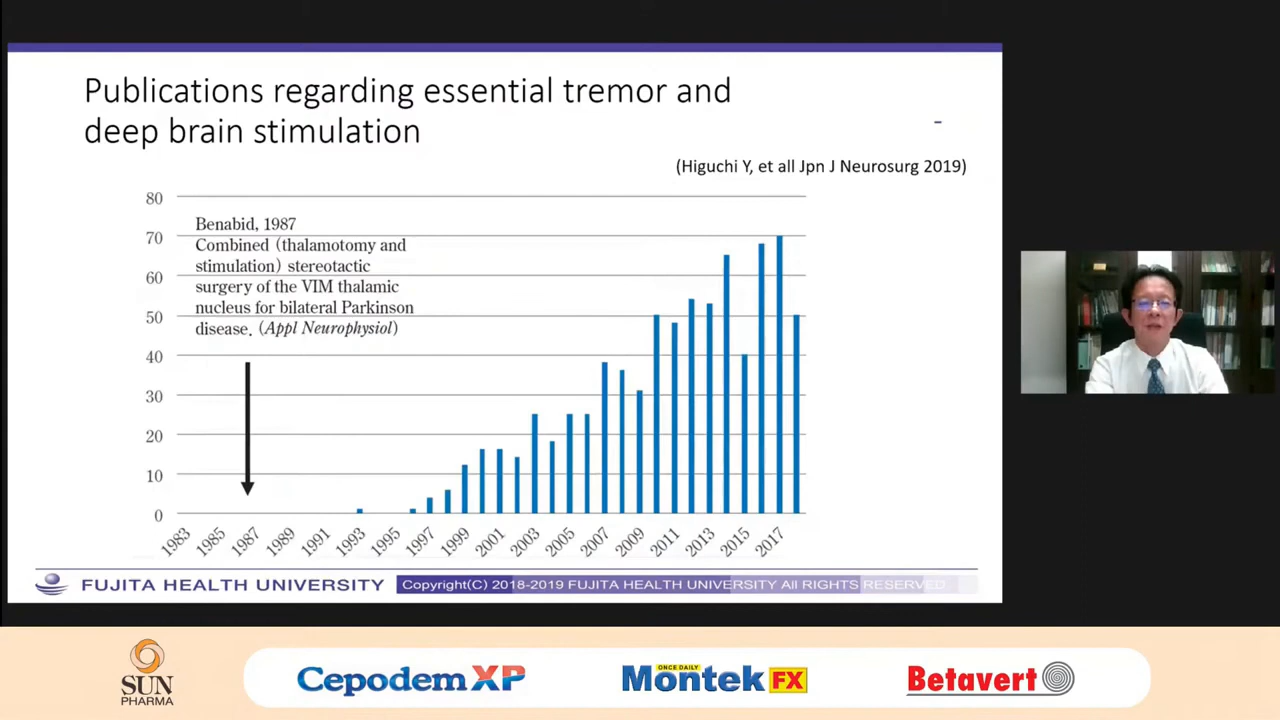 Publications regarding essential tremor and
deep brain stimulation
(Higuchi Y, et all Jpn J Neurosurg 2019)
80
70
60
50
40
30
20
10
0
Benabid, 1987
Combined (thalamotomy and
stimulation) stereotactic
surgery of the VIM thalamic
nucleus for bilateral Parkinson
disease. (Appl Neurophysiol)
1983
1985
1987
1989
1991
1993
1995
1997
1999
2001
2003
2005
2007
2009
2011
2013
2015
2017
FUJITA HEALTH UNIVERSITY
Copyright(C) 2018-2019 FUJITA HEALTH UNIVERSITY All RIGHTS RESERVED.
SUN
PHARMA
Cepodem XP
ONCE DAILY
Montek FX
Betavert